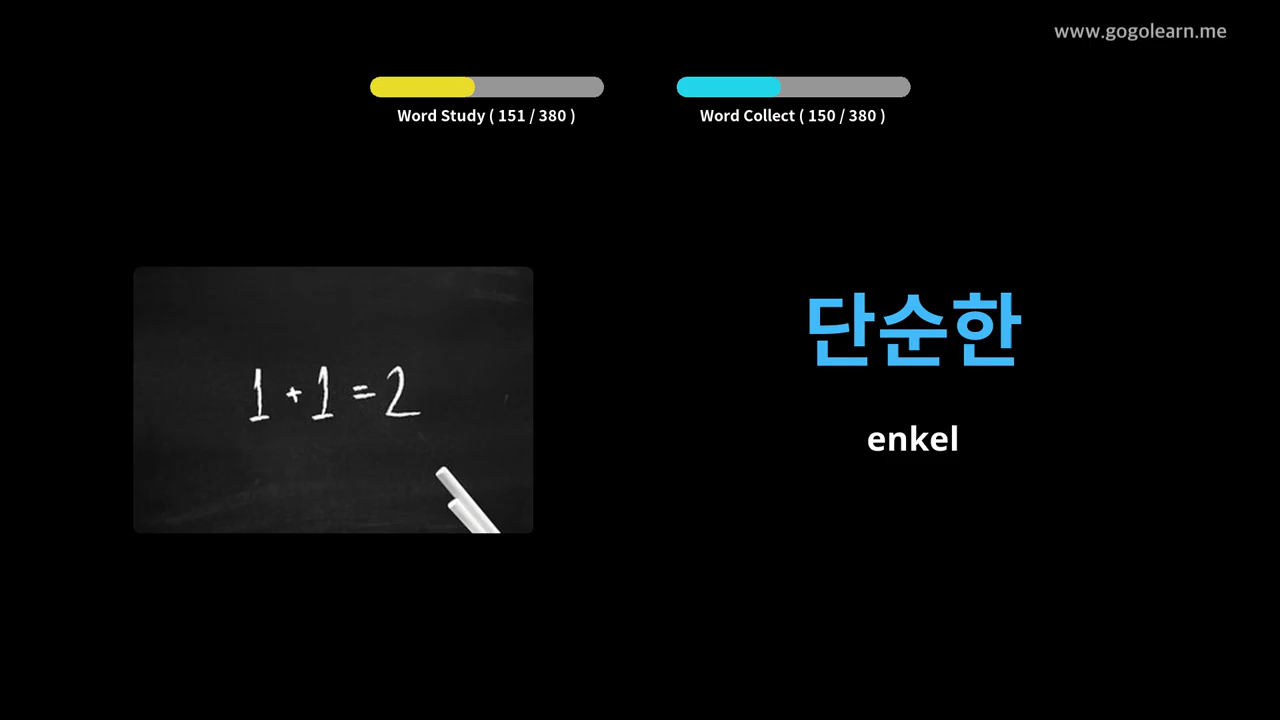 www.gogolearn.me
Word Study ( 151 / 380 )
Word Collect ( 150 / 380 )
1 + 1 = 2
단순한
enkel